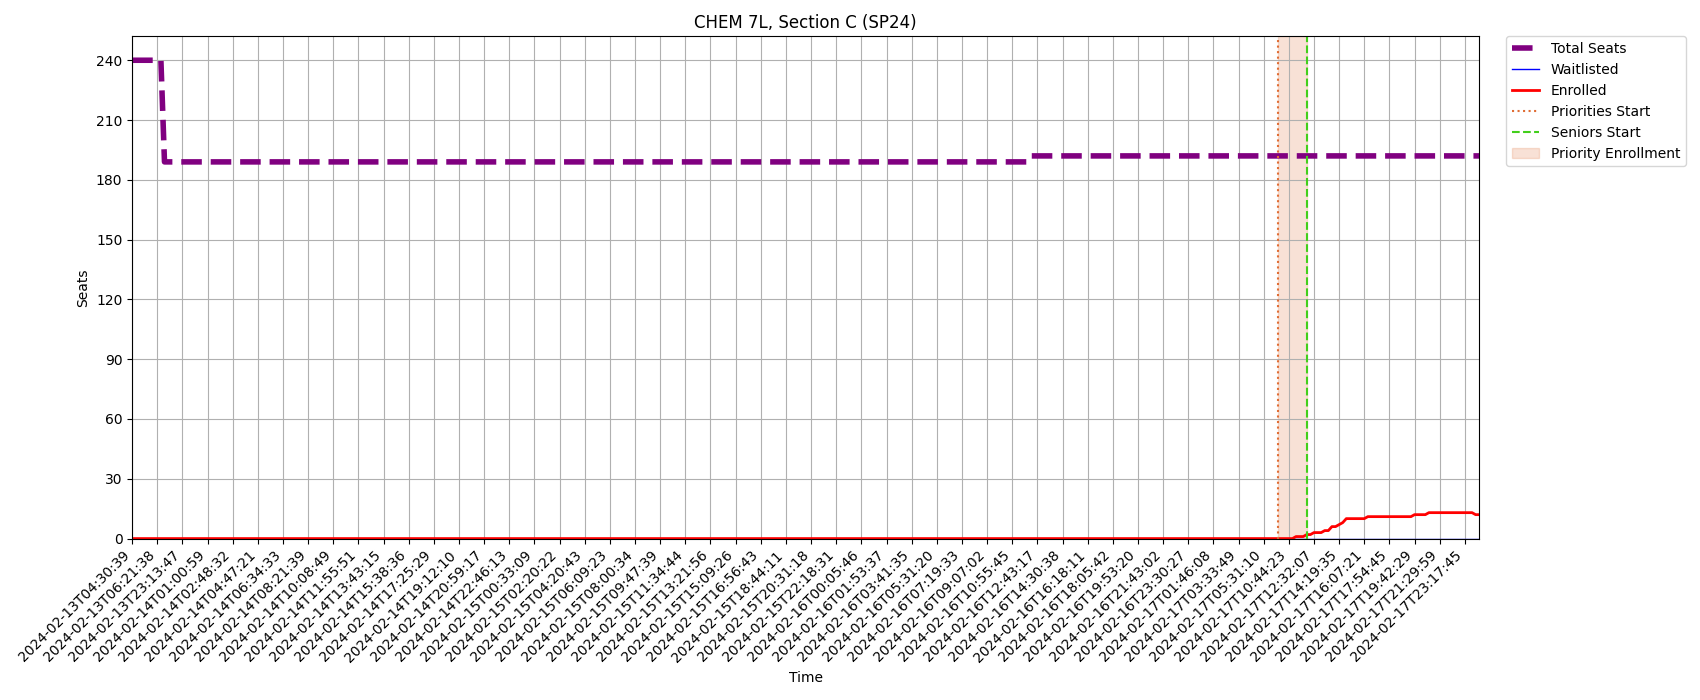 CHEM 7L, Section C (SP24)
Total Seats
Waitlisted
Enrolled
Priorities Start
Seniors Start
Priority Enrollment
Seats
240
210
180
150
120
90
60
30
0
2024-02-13T04:30:39
2024-02-13T06:21:38
2024-02-13T23:13:47
2024-02-14T01:00:59
2024-02-14T02:48:32
2024-02-14T04:47:21
2024-02-14T06:34:33
2024-02-14T08:21:39
2024-02-14T10:08:49
2024-02-14T11:55:51
2024-02-14T13:43:15
2024-02-14T15:38:36
2024-02-14T17:25:29
2024-02-14T19:12:10
2024-02-14T20:59:17
2024-02-14T22:46:13
2024-02-15T00:33:09
2024-02-15T02:20:22
2024-02-15T04:20:43
2024-02-15T06:09:23
2024-02-15T08:00:34
2024-02-15T09:47:39
2024-02-15T11:34:44
2024-02-15T13:21:56
2024-02-15T15:09:26
2024-02-15T16:56:43
2024-02-15T18:44:11
2024-02-15T20:31:18
2024-02-15T22:18:31
2024-02-16T00:05:46
2024-02-16T01:53:37
2024-02-16T03:41:35
2024-02-16T05:31:20
2024-02-16T07:19:33
2024-02-16T09:07:02
2024-02-16T10:55:45
2024-02-16T12:43:17
2024-02-16T14:30:38
2024-02-16T16:18:11
2024-02-16T18:05:42
2024-02-16T19:53:20
2024-02-16T21:43:02
2024-02-16T23:30:27
2024-02-17T01:46:08
2024-02-17T03:33:49
2024-02-17T05:31:10
2024-02-17T10:44:23
2024-02-17T12:32:07
2024-02-17T14:19:35
2024-02-17T16:07:21
2024-02-17T17:54:45
2024-02-17T19:42:29
2024-02-17T21:29:59
2024-02-17T23:17:45
Time